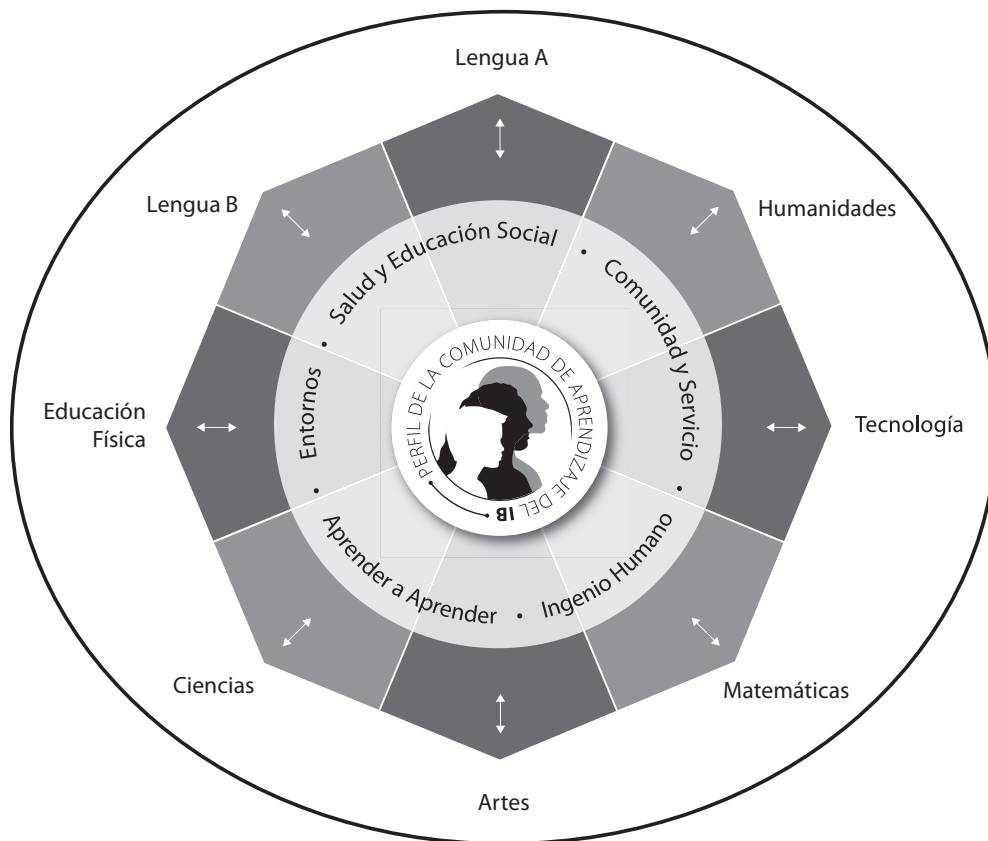 Lengua A
Lengua B
Humanidades
Salud y Educación Social
•
Comunidad y Servicio
•
Entornos
•
PERFIL DE LA COMUNIDAD DE APRENDIZAJE DEL IB
Educación
Física
Tecnología
•
Aprender a Aprender
•
Ingenio Humano
Ciencias
Matemáticas
Artes